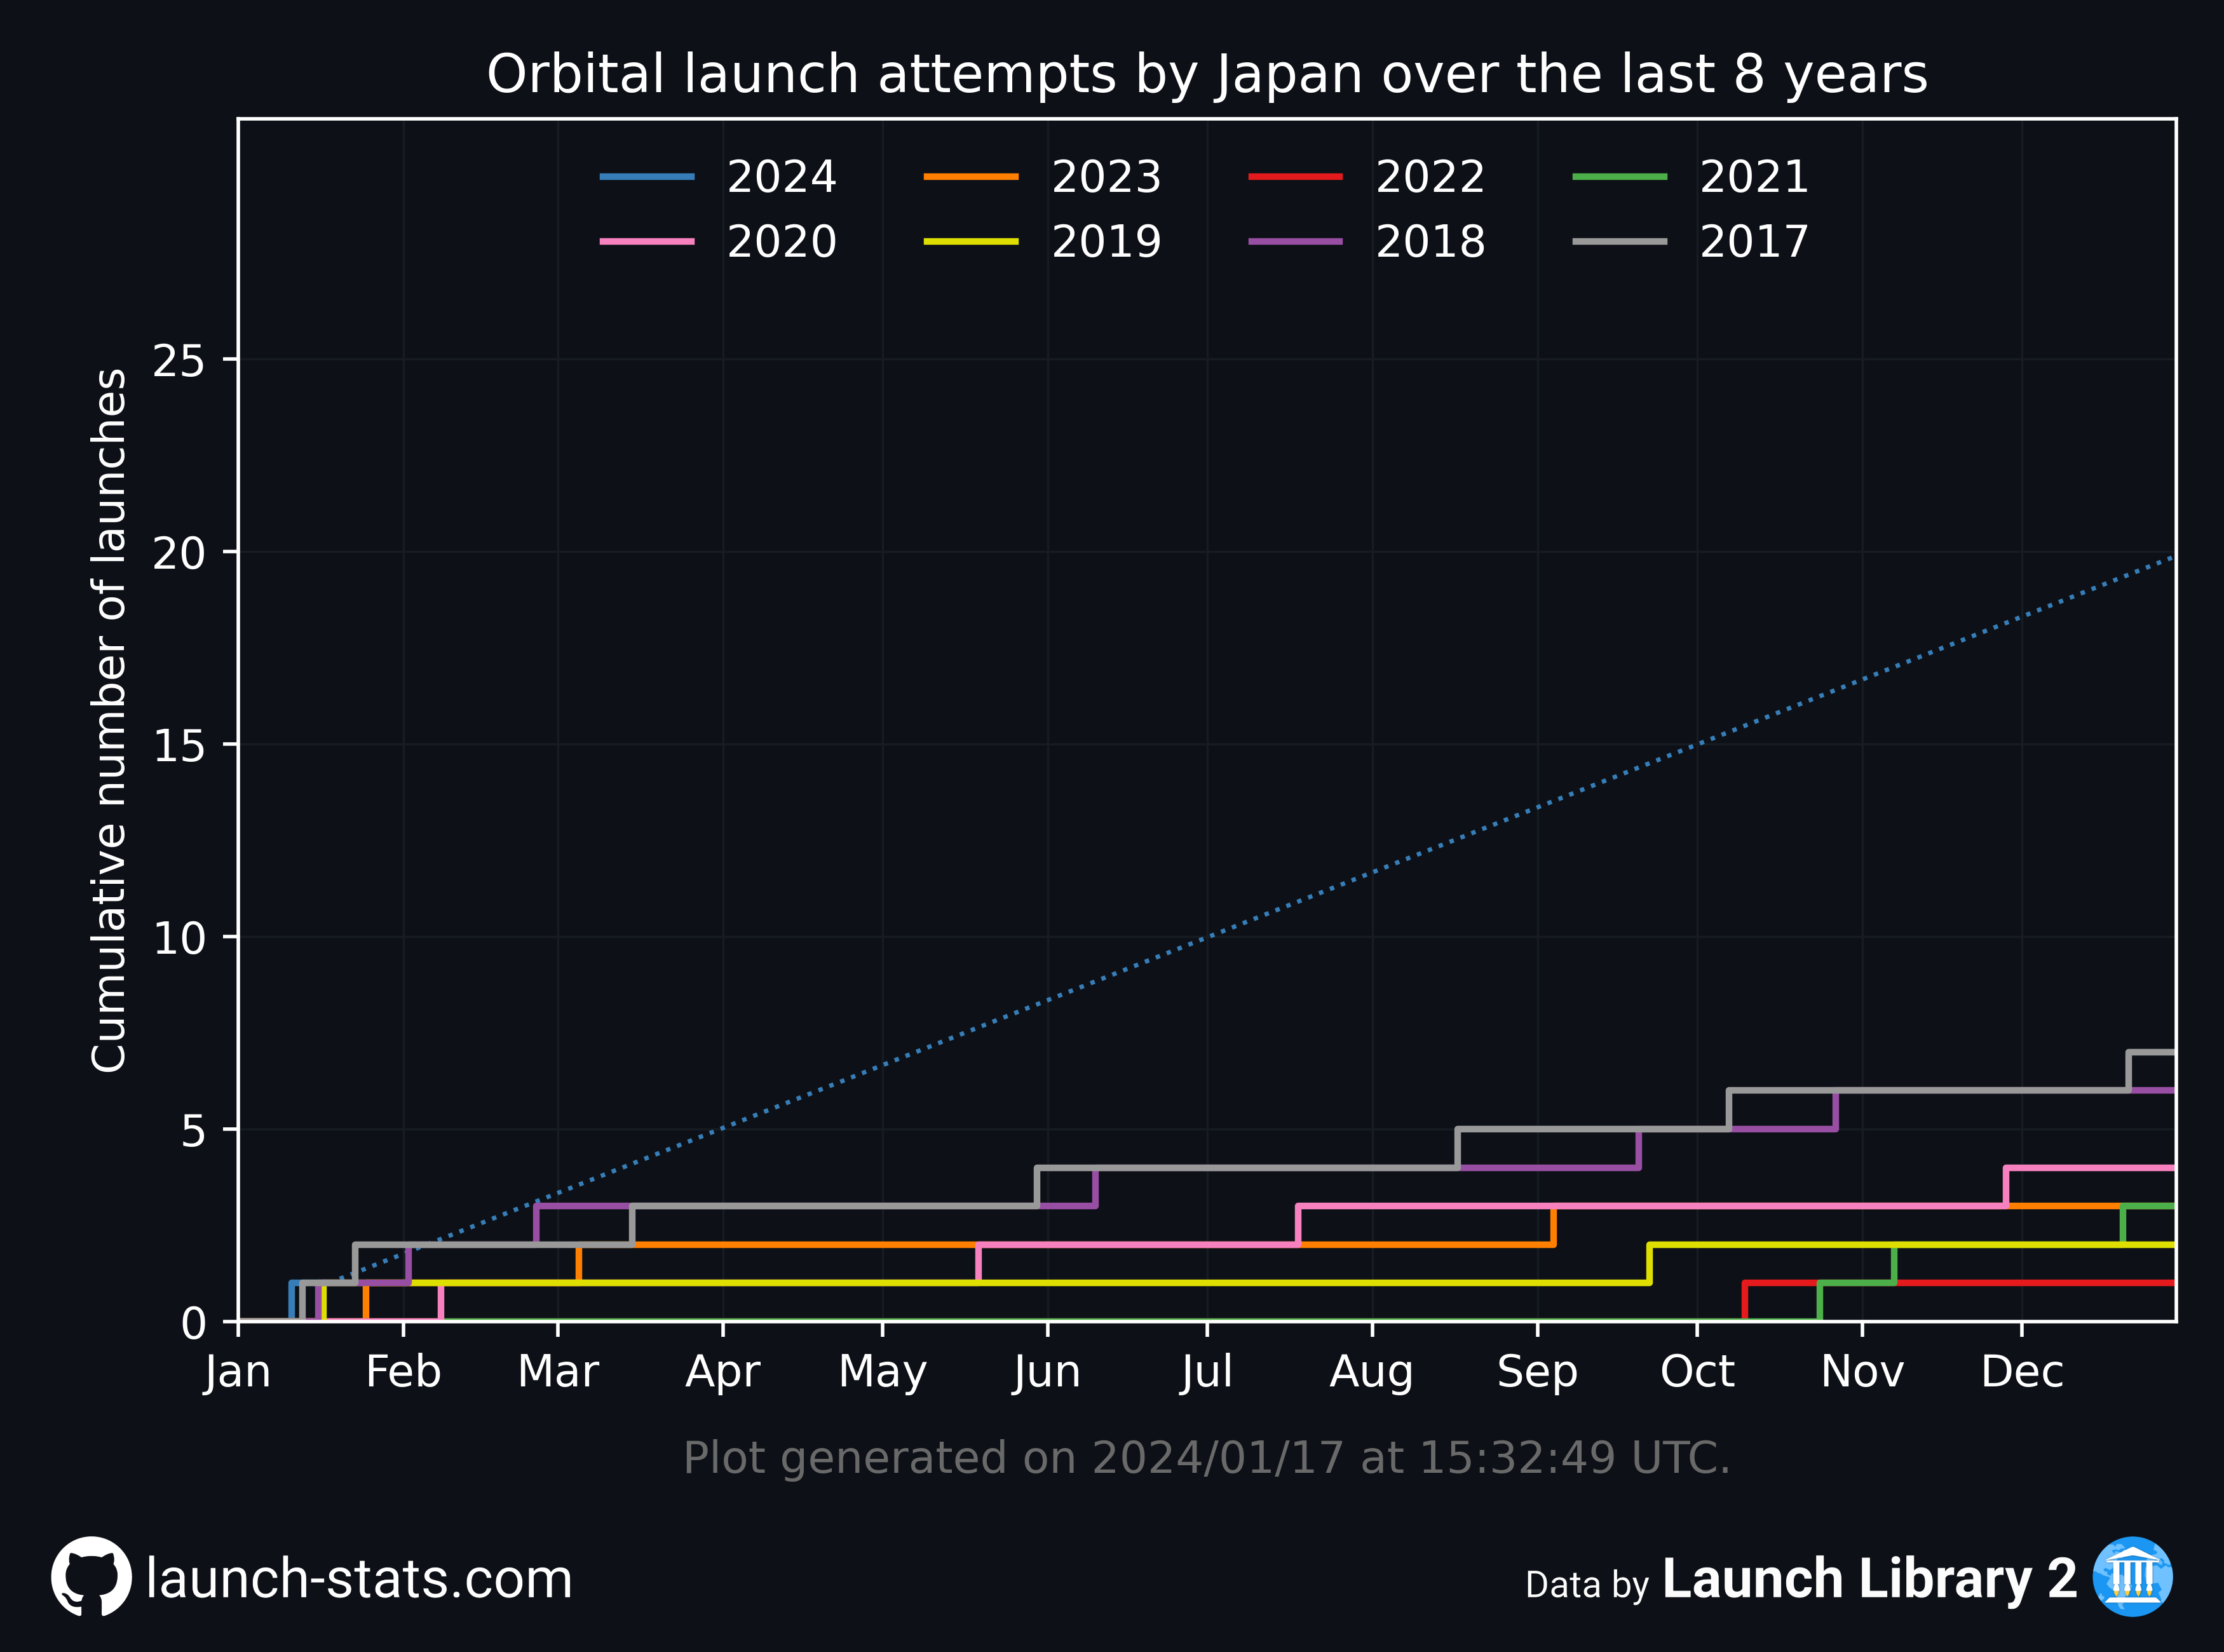 Orbital launch attempts by Japan over the last 8 years
2024 2023 2022 2021
2020 2019 2018 2017
Cumulative number of launches
25
20
15
10
5
0
Jan Feb Mar Apr May Jun Jul Aug Sep Oct Nov Dec
Plot generated on 2024/01/17 at 15:32:49 UTC.
launch-stats.com
Data by Launch Library 2